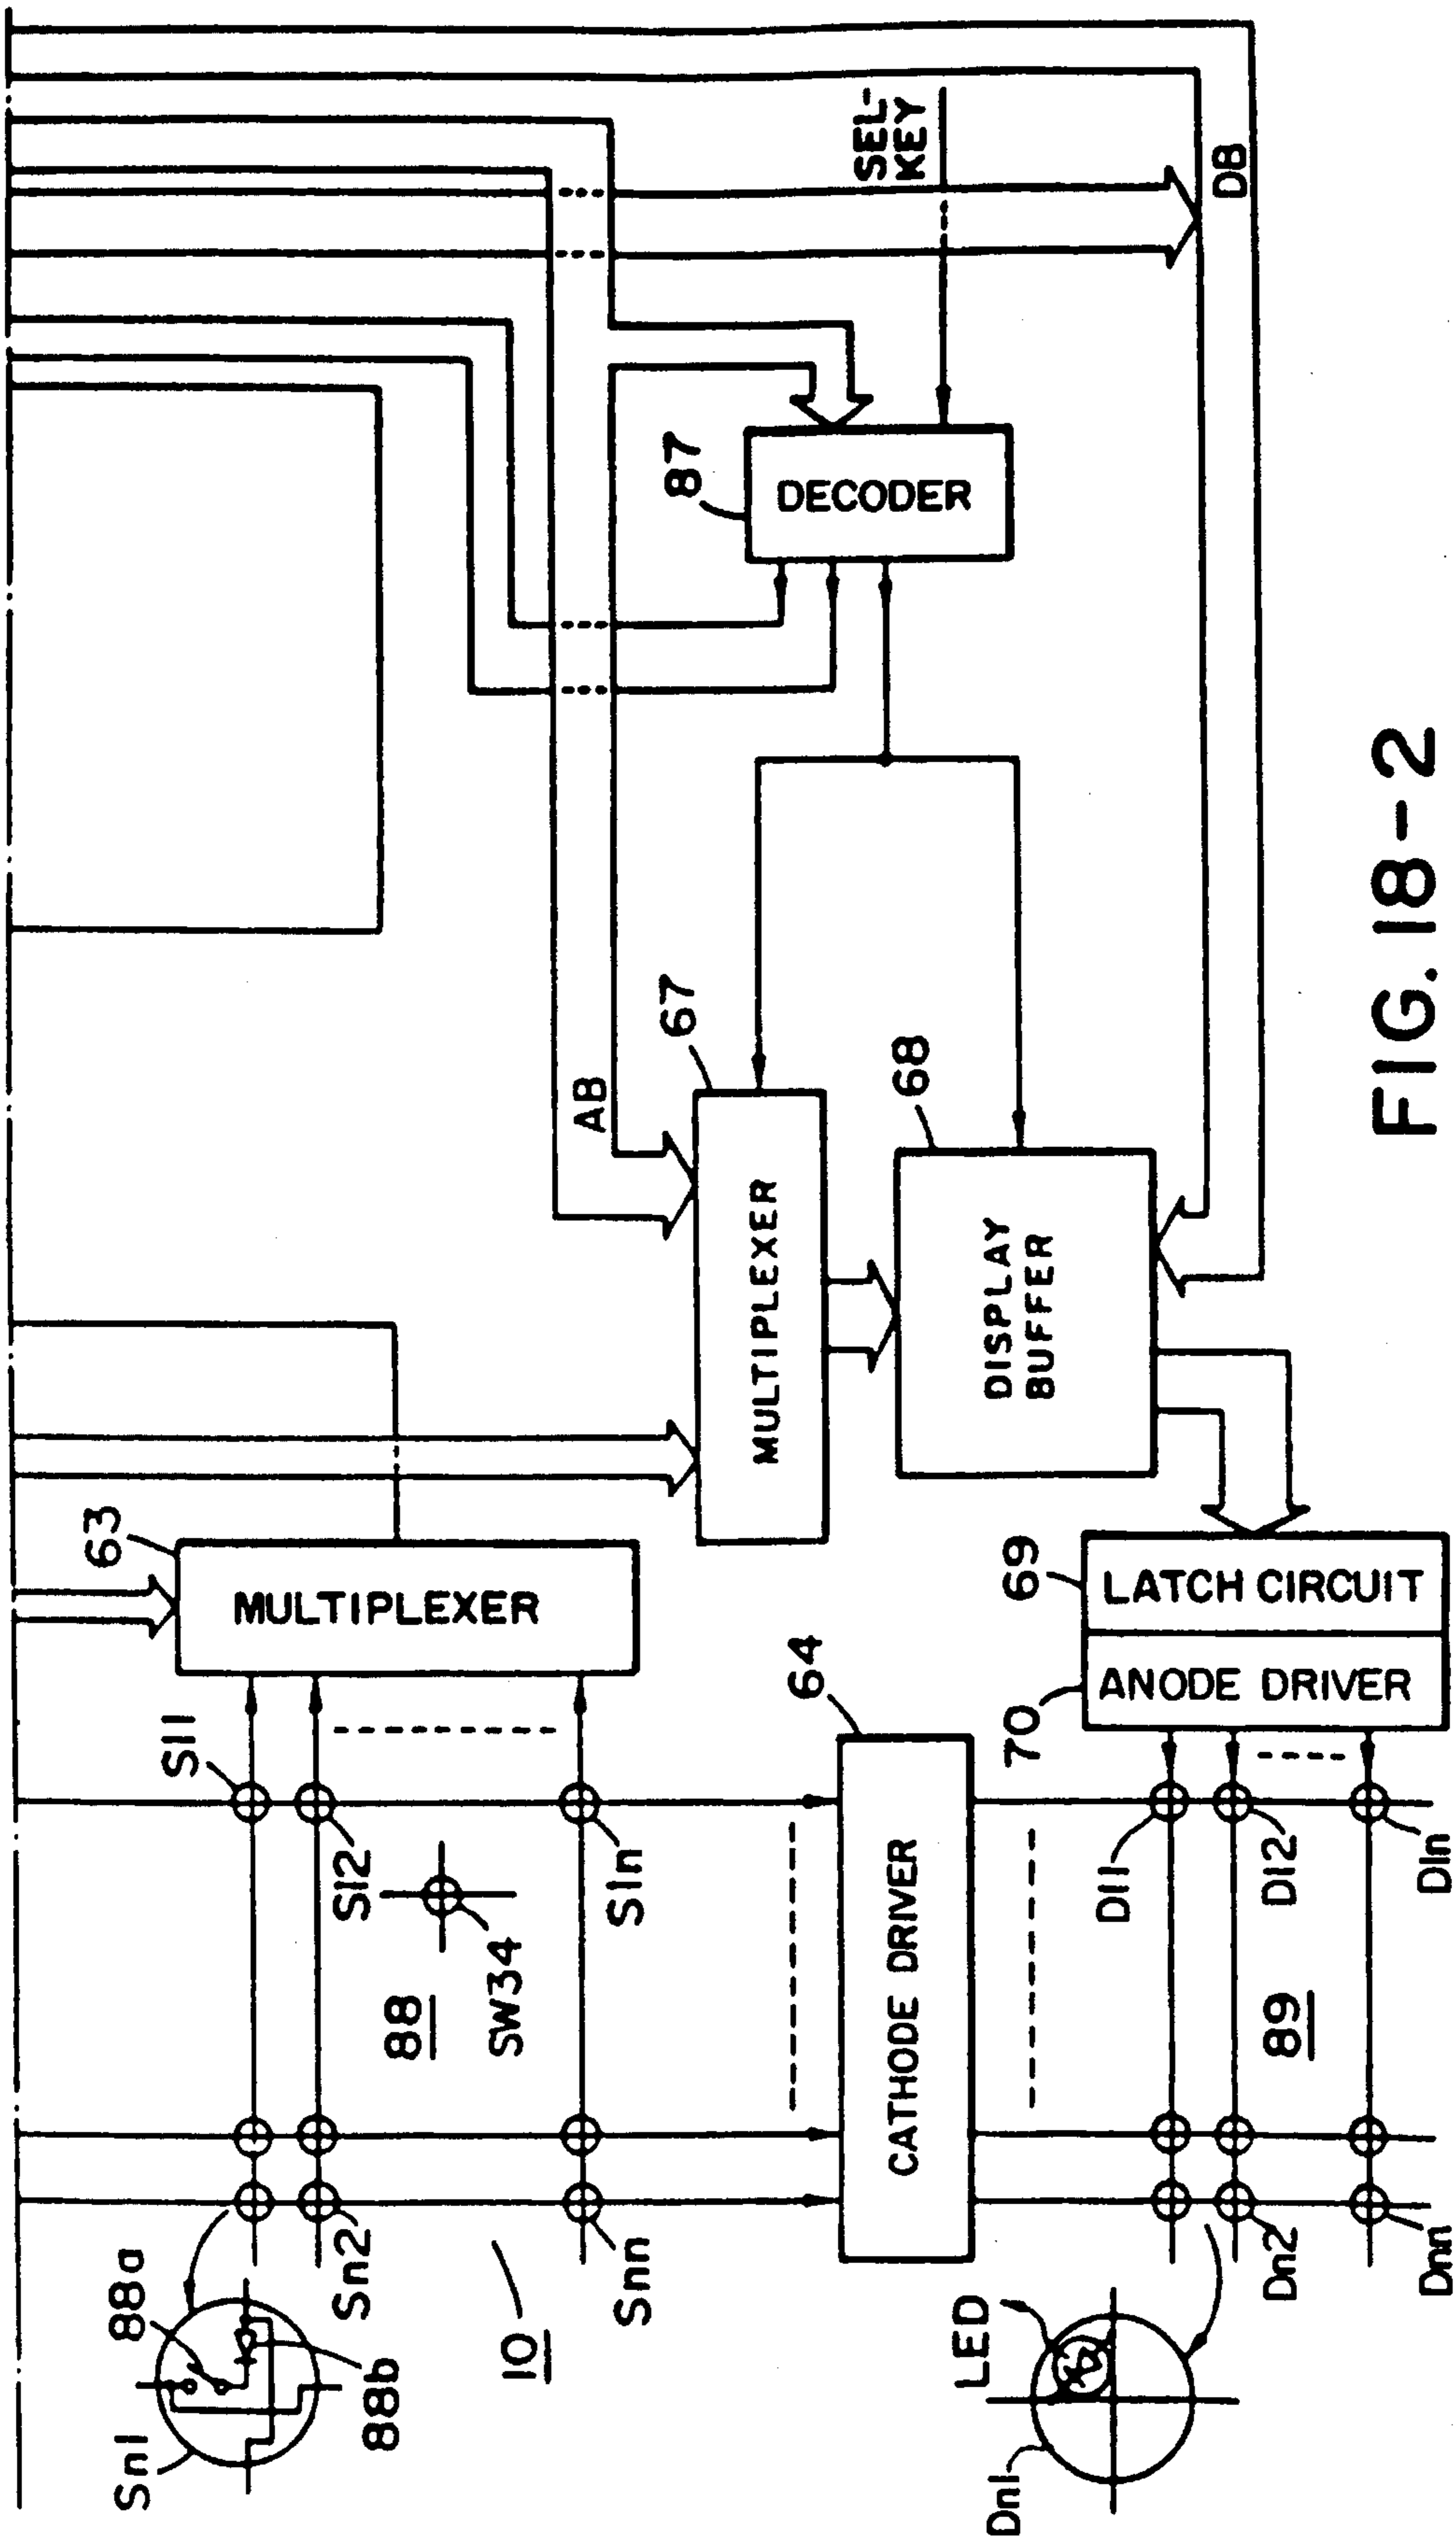 SEL-
KEY
DB
87
DECODER
67
AB
68
MULTIPLEXER
DISPLAY
BUFFER
63
MULTIPLEXER
69
LATCH CIRCUIT
64
70
ANODE DRIVER
S11
S12
S1n
SW34
88
CATHODE DRIVER
D11
D12
D1n
89
Sn2
Snn
10
88a
88b
Sn1
LED
Dn2
Dnn
Dn1
FIG. 18-2